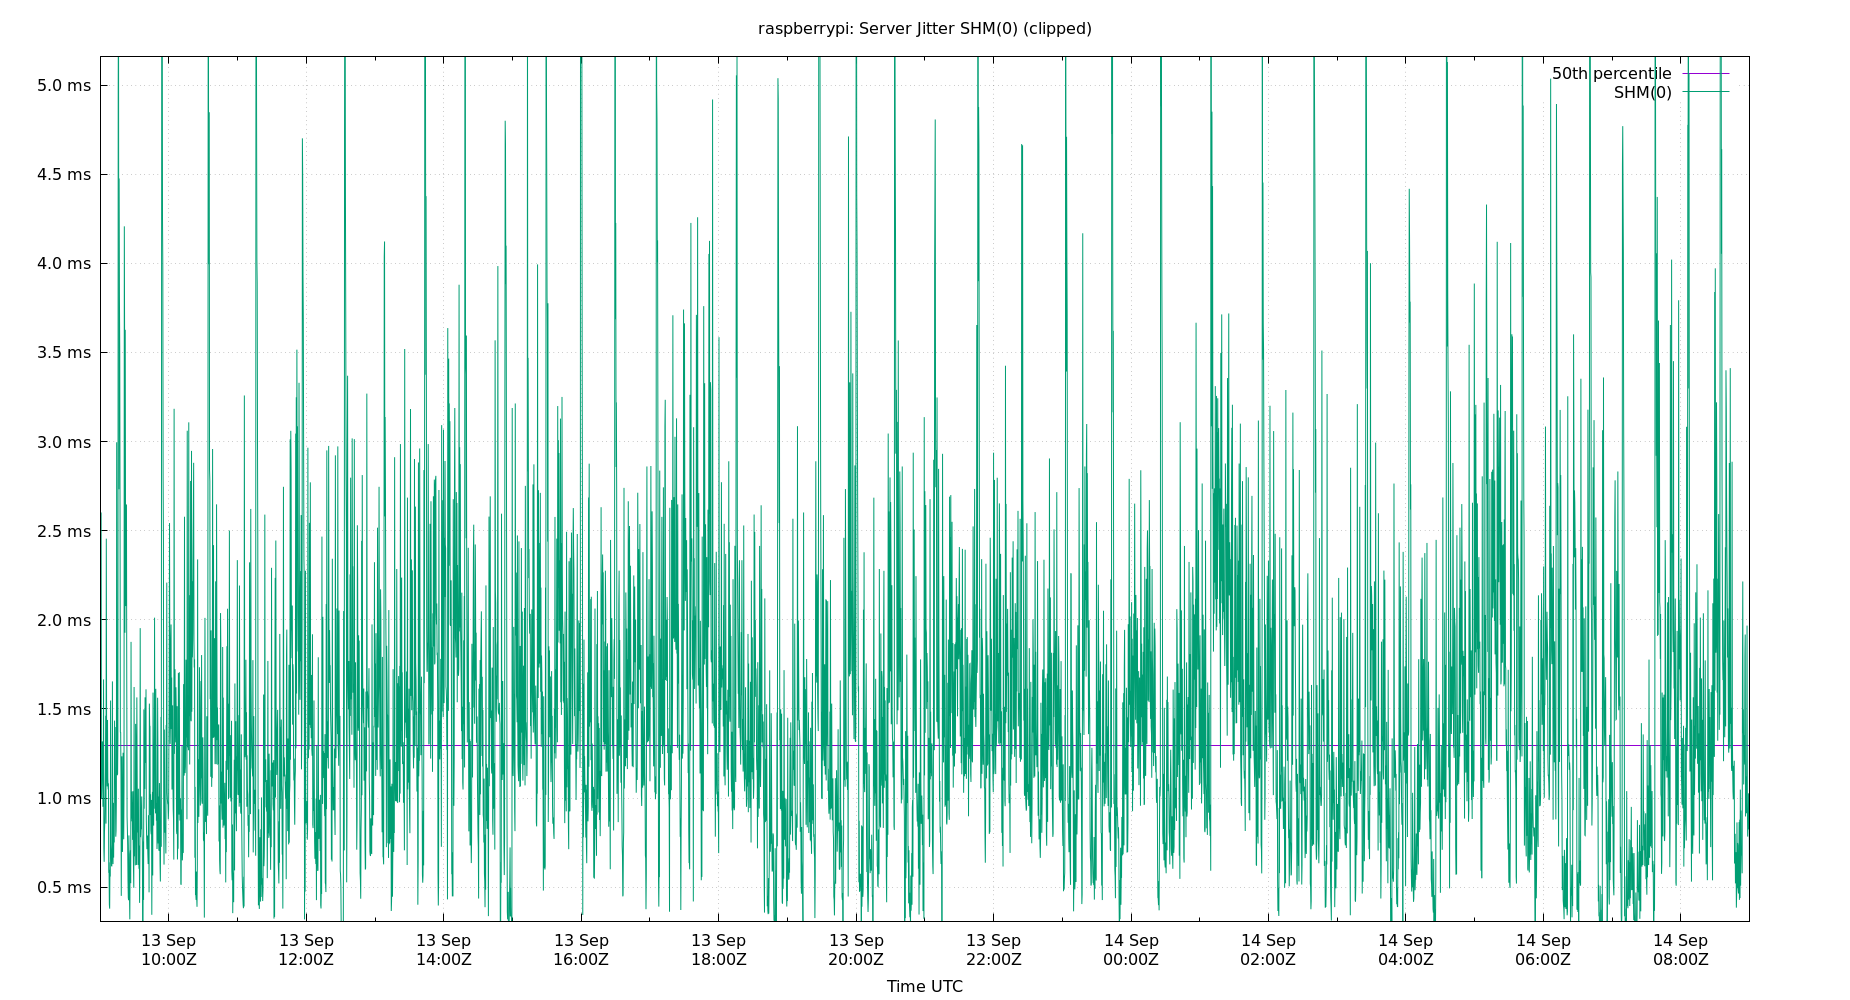 raspberrypi: Server Jitter SHM(0) (clipped)
50th percentile
SHM(0)
5.0 ms
4.5 ms
4.0 ms
3.5 ms
3.0 ms
2.5 ms
2.0 ms
1.5 ms
1.0 ms
0.5 ms
13 Sep 13 Sep 13 Sep 13 Sep 13 Sep 13 Sep 13 Sep 14 Sep 14 Sep 14 Sep 14 Sep 14 Sep
10:00Z 12:00Z 14:00Z 16:00Z 18:00Z 20:00Z 22:00Z 00:00Z 02:00Z 04:00Z 06:00Z 08:00Z
Time UTC